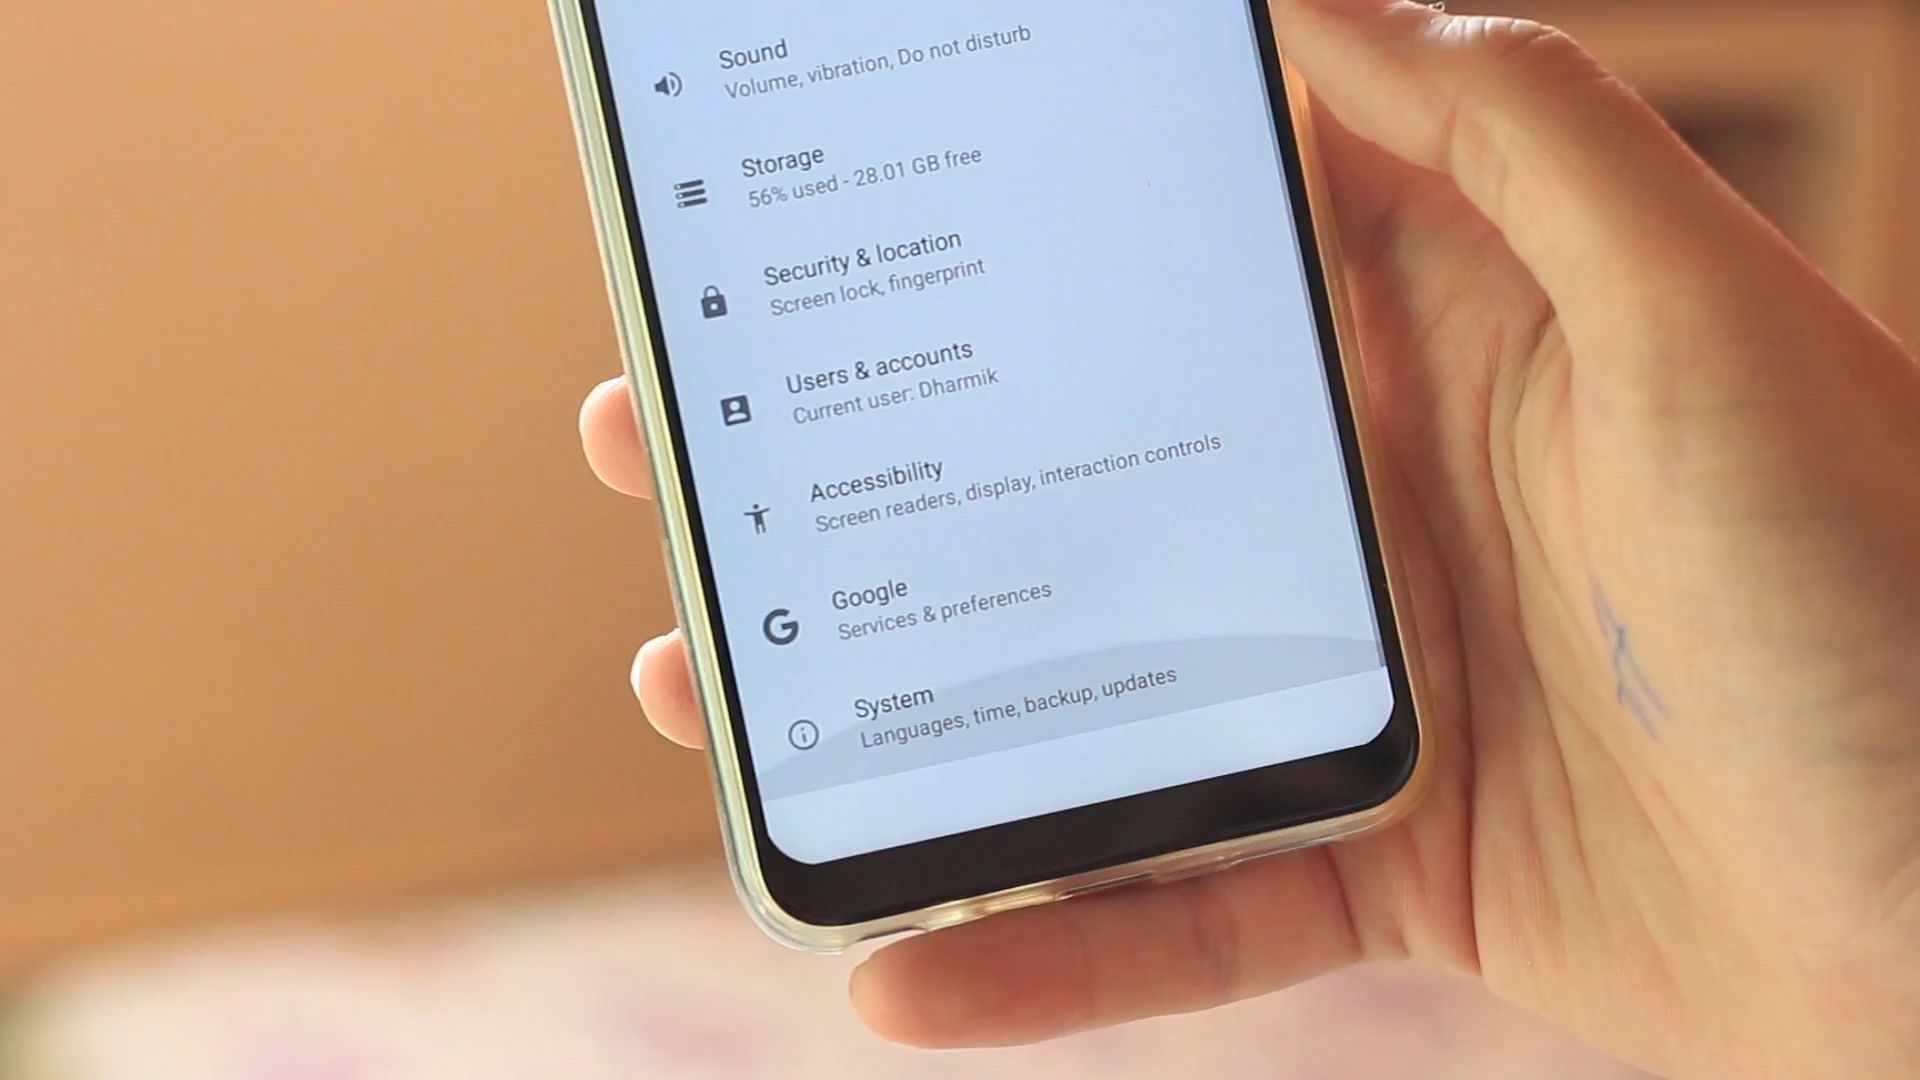 Sound
Volume, vibration, Do not disturb
Storage
56% used - 28.01 GB free
Security & location
Screen lock, fingerprint
Users & accounts
Current user: Dharmik
Accessibility
Screen readers, display, interaction controls
Google
Services & preferences
System
Languages, time, backup, updates